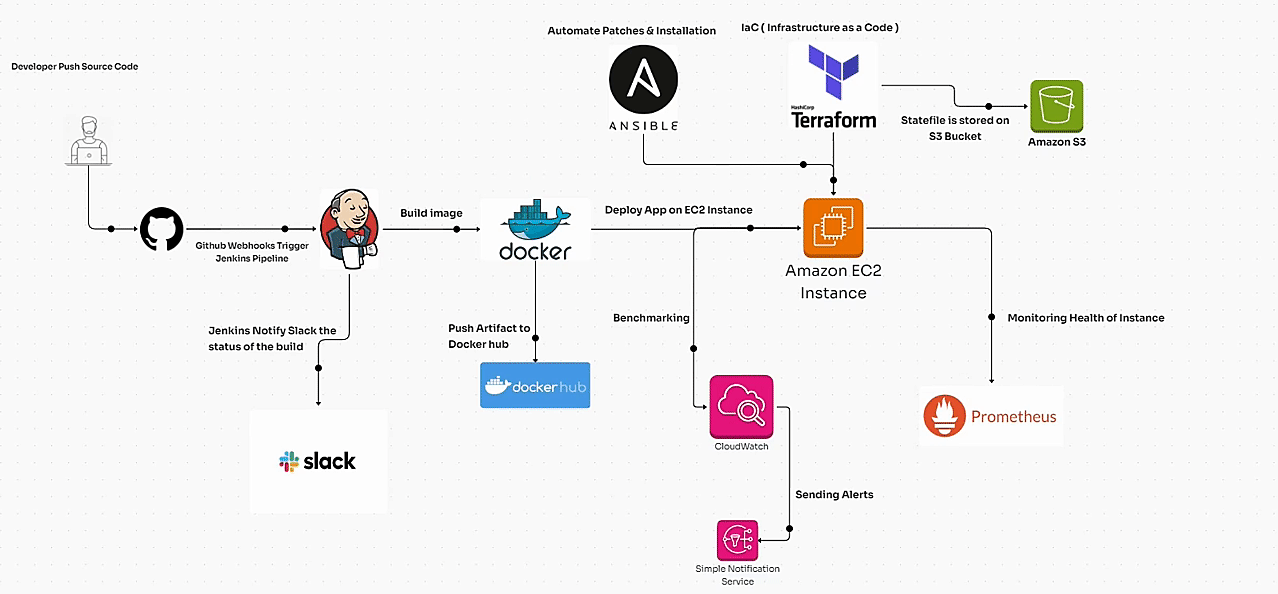 Automate Patches & Installation
IaC ( Infrastructure as a Code )
Developer Push Source Code
ANSIBLE
HashiCorp
Terraform
Statefile is stored on
S3 Bucket
Amazon S3
Build image
Deploy App on EC2 Instance
Github Webhooks Trigger
Jenkins Pipeline
docker
Amazon EC2
Instance
Jenkins Notify Slack the
status of the build
Push Artifact to
Docker hub
Benchmarking
Monitoring Health of Instance
dockerhub
Prometheus
CloudWatch
slack
Sending Alerts
Simple Notification
Service